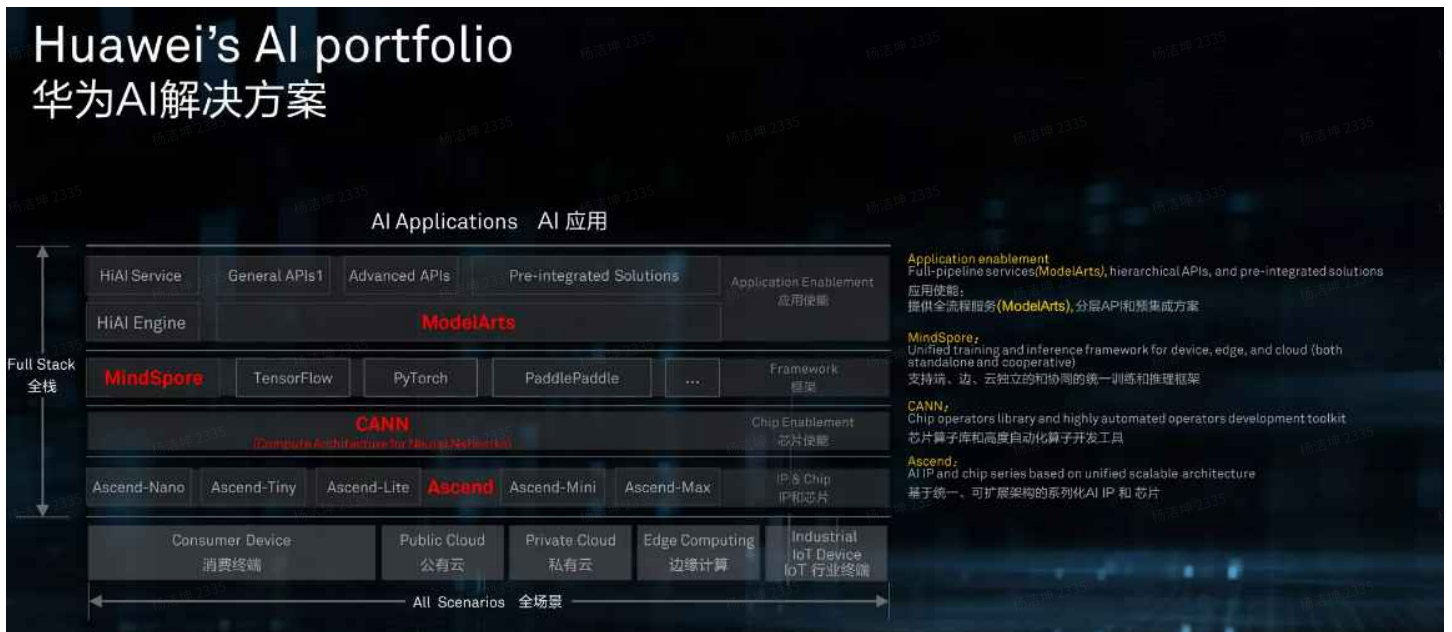 Huawei's AI portfolio
华为AI解决方案
AI Applications AI 应用
Full Stack
全栈
HiAI Service
General APIs1
Advanced APIs
Pre-integrated Solutions
Application Enablement
应用使能
HiAI Engine
ModelArts
MindSpore
TensorFlow
PyTorch
PaddlePaddle
...
Framework
框架
CANN
(Compute Architecture for Neural Networks)
Chip Enablement
芯片使能
Ascend-Nano
Ascend-Tiny
Ascend-Lite
Ascend
Ascend-Mini
Ascend-Max
IP & Chip
IP和芯片
Consumer Device
消费终端
Public Cloud
公有云
Private Cloud
私有云
Edge Computing
边缘计算
Industrial
IoT Device
IoT 行业终端
All Scenarios 全场景
Application enablement
Full-pipeline services(ModelArts), hierarchical APIs, and pre-integrated solutions
应用使能：
提供全流程服务(ModelArts),分层API和预集成方案
MindSpore：
Unified training and inference framework for device, edge, and cloud (both
standalone and cooperative)
支持端、边、云独立的和协同的统一训练和推理框架
CANN：
Chip operators library and highly automated operators development toolkit
芯片算子库和高度自动化算子开发工具
Ascend：
AI IP and chip series based on unified scalable architecture
基于统一、可扩展架构的系列化AI IP 和 芯片
杨洁坤 2335